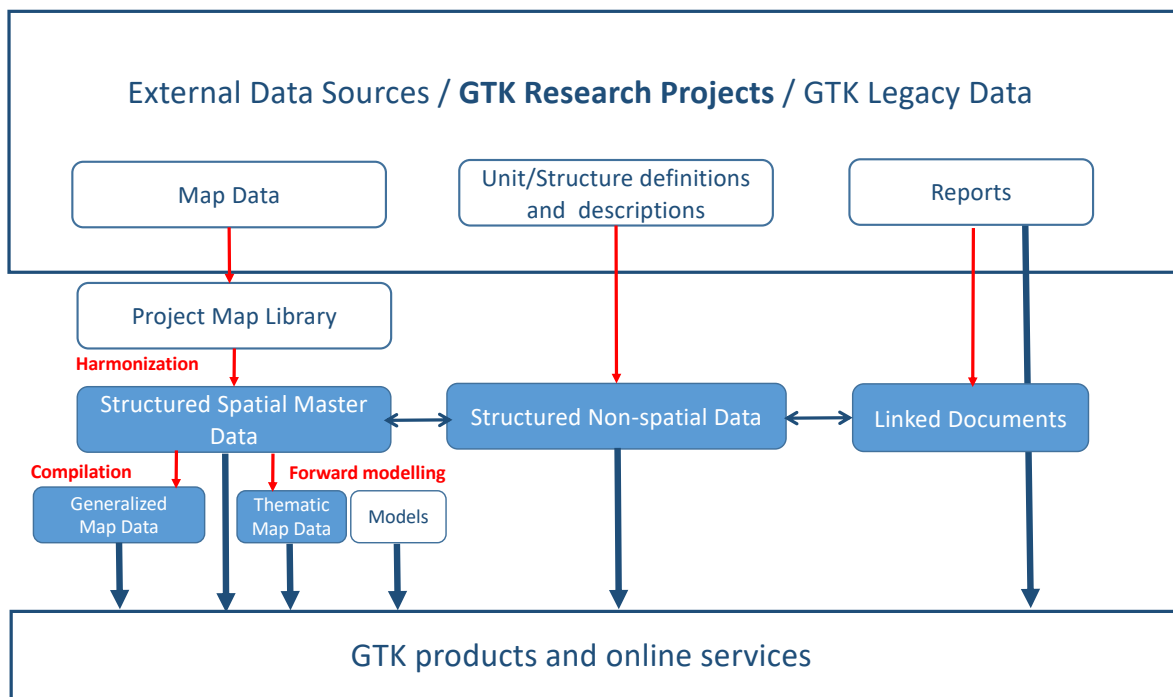 External Data Sources / GTK Research Projects / GTK Legacy Data
Map Data
Unit/Structure definitions
and descriptions
Reports
Project Map Library
Harmonization
Structured Spatial Master
Data
Structured Non-spatial Data
Linked Documents
Compilation
Forward modelling
Generalized
Map Data
Thematic
Map Data
Models
GTK products and online services